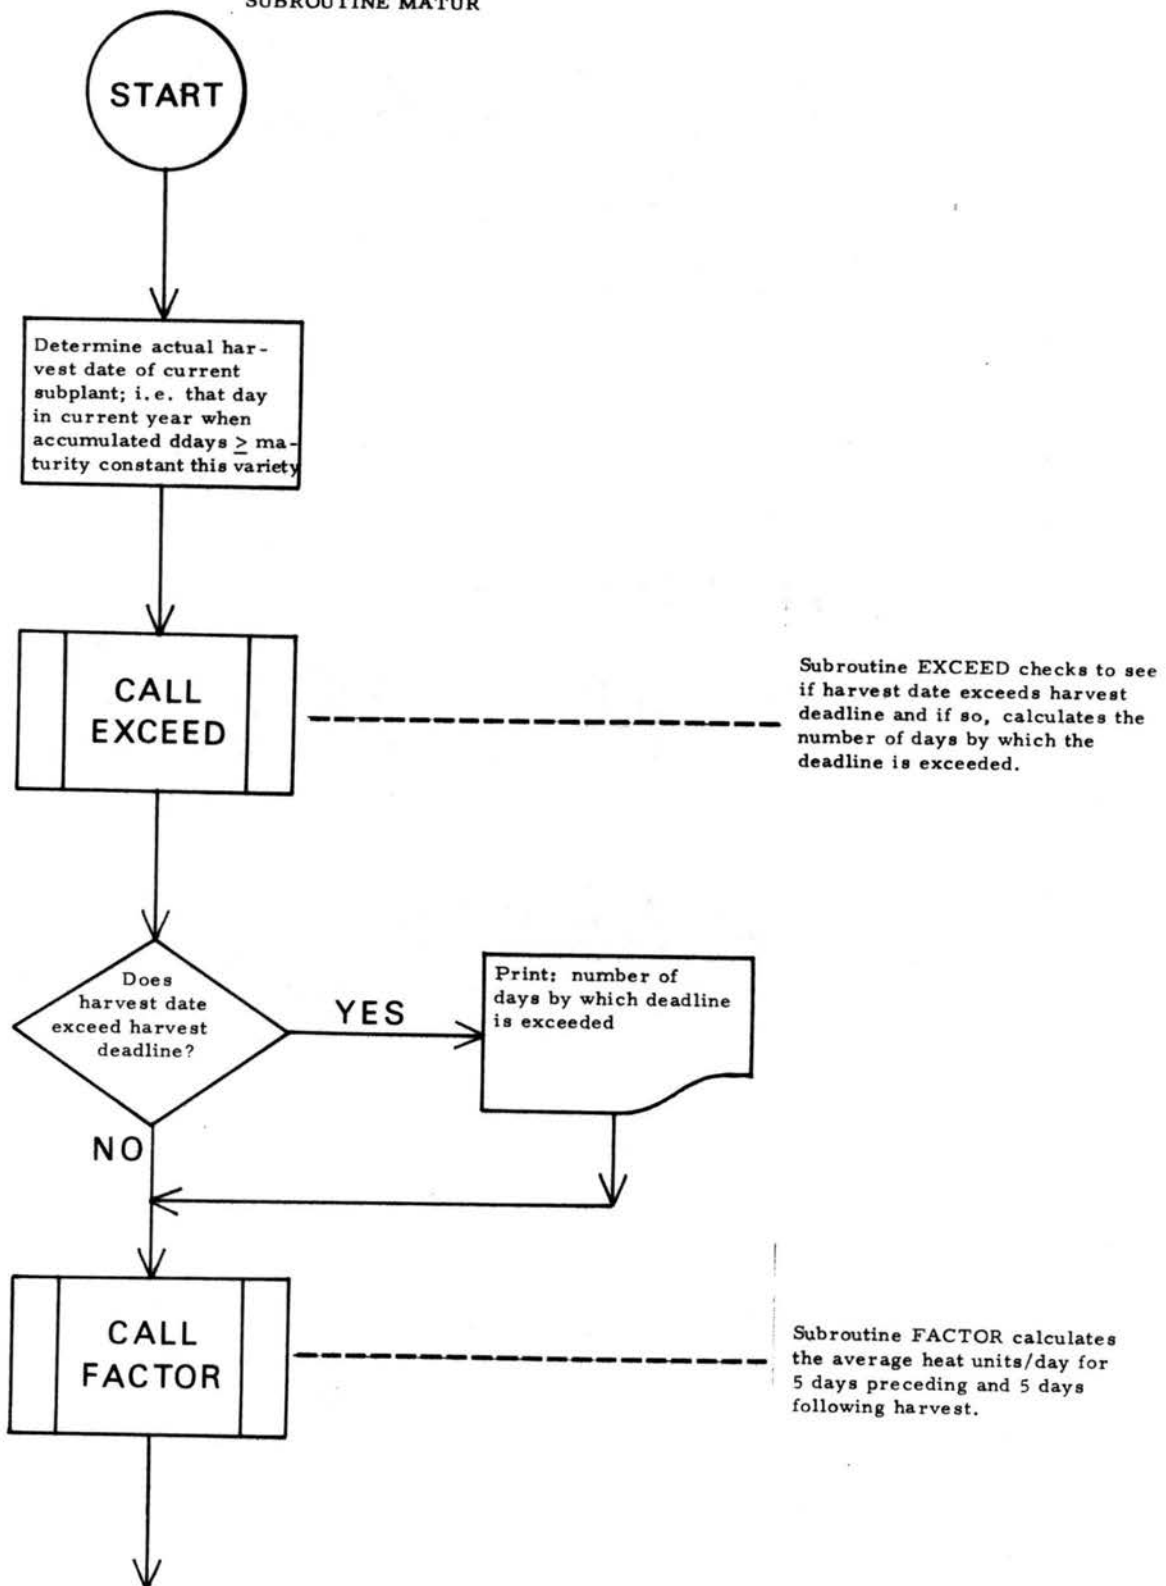 SUBROUTINE MATUR
START
Determine actual har-
vest date of current
subplant; i.e. that day
in current year when
accumulated ddays ≥ ma-
turity constant this variety
CALL
EXCEED
Subroutine EXCEED checks to see
if harvest date exceeds harvest
deadline and if so, calculates the
number of days by which the
deadline is exceeded.
Does
harvest date
exceed harvest
deadline?
YES
Print: number of
days by which deadline
is exceeded
NO
CALL
FACTOR
Subroutine FACTOR calculates
the average heat units/day for
5 days preceding and 5 days
following harvest.